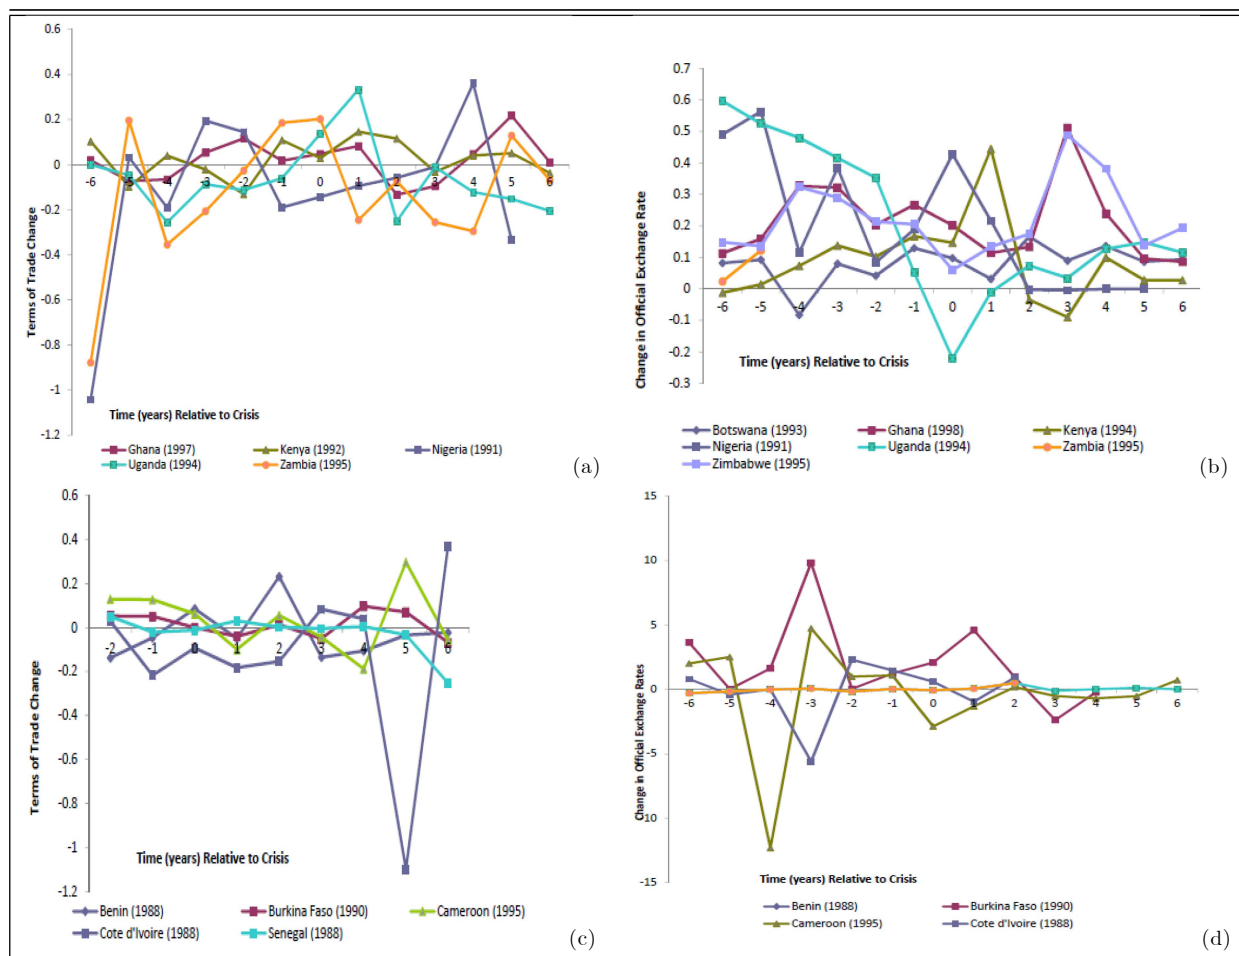 0.6
0.4
0.2
0
-0.2
-0.4
-0.6
-0.8
-1
-1.2
Terms of Trade Change
-6 -5 -4 -3 -2 -1 0 1 2 3 4 5 6
Time (years) Relative to Crisis
Ghana (1997) Kenya (1992) Nigeria (1991)
Uganda (1994) Zambia (1995)
(a)
0.7
0.6
0.5
0.4
0.3
0.2
0.1
0
-0.1
-0.2
-0.3
Change in Official Exchange Rate
-6 -5 -4 -3 -2 -1 0 1 2 3 4 5 6
Time (years) Relative to Crisis
Botswana (1993) Ghana (1998) Kenya (1994)
Nigeria (1991) Uganda (1994) Zambia (1995)
Zimbabwe (1995)
(b)
0.6
0.4
0.2
0
-0.2
-0.4
-0.6
-0.8
-1
-1.2
Terms of Trade Change
-2 -1 0 1 2 3 4 5 6
Time (years) Relative to Crisis
Benin (1988) Burkina Faso (1990) Cameroon (1995)
Cote d'Ivoire (1988) Senegal (1988)
(c)
15
10
5
0
-5
-10
-15
Change in Official Exchange Rates
-6 -5 -4 -3 -2 -1 0 1 2 3 4 5 6
Time (years) Relative to Crisis
Benin (1988) Burkina Faso (1990)
Cameroon (1995) Cote d'Ivoire (1988)
(d)